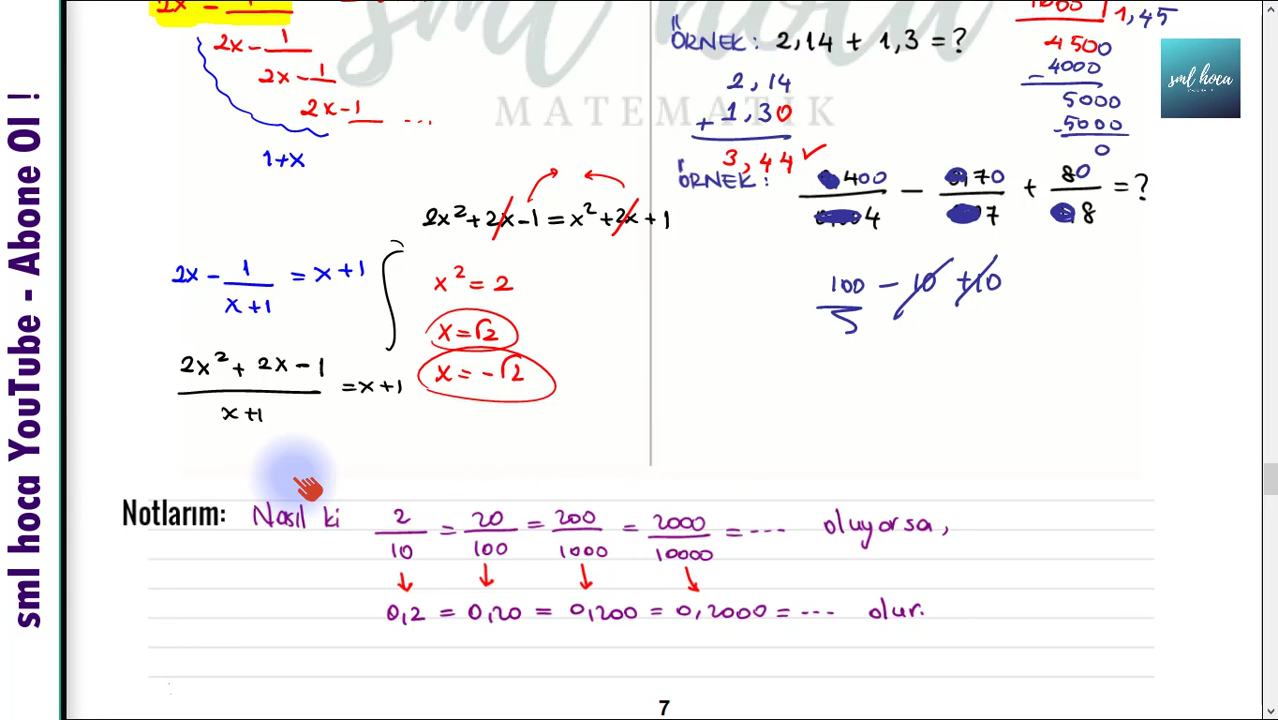 sml hoca YouTube - Abone Ol !
2x - 1
2x - 1
2x - 1
2x - 1 ...
1+x
2x² + 2x - 1 = x² + 2x + 1
2x - 1/(x+1) = x+1
x² = 2
x = √2
x = -√2
(2x² + 2x - 1)/(x+1) = x+1
MATEMATİK
ÖRNEK: 2,14 + 1,3 = ?
2,14
+ 1,30
3,44 ✓
1,45
4500
- 4000
5000
- 5000
0
sml hoca
ÖRNEK: 400/4 - 70/7 + 80/8 = ?
100 - 10 + 10
Notlarım: Nasıl ki 2/10 = 20/100 = 200/1000 = 2000/10000 = ... oluyorsa,
0,2 = 0,20 = 0,200 = 0,2000 = ... olur.
7